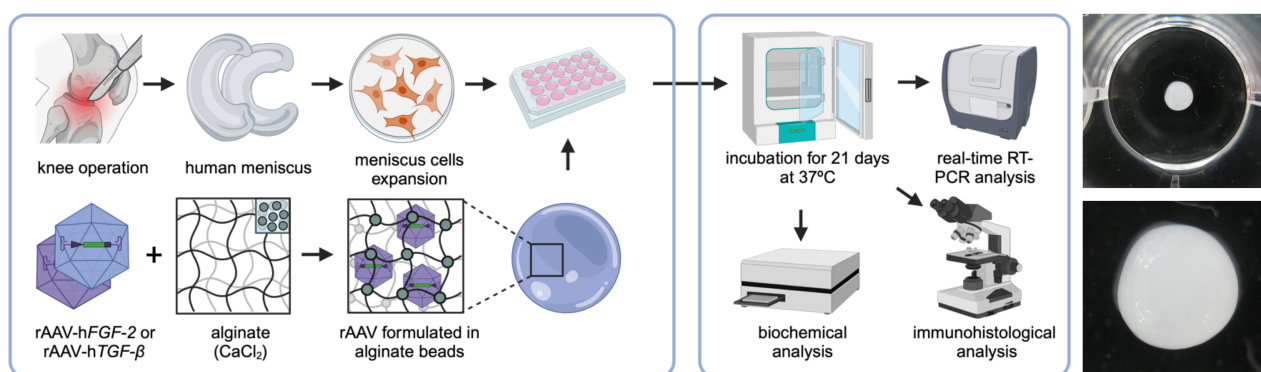 knee operation
human meniscus
meniscus cells
expansion
rAAV-hFGF-2 or
rAAV-hTGF-β
+
alginate
(CaCl₂)
rAAV formulated in
alginate beads
incubation for 21 days
at 37ºC
real-time RT-
PCR analysis
biochemical
analysis
immunohistological
analysis